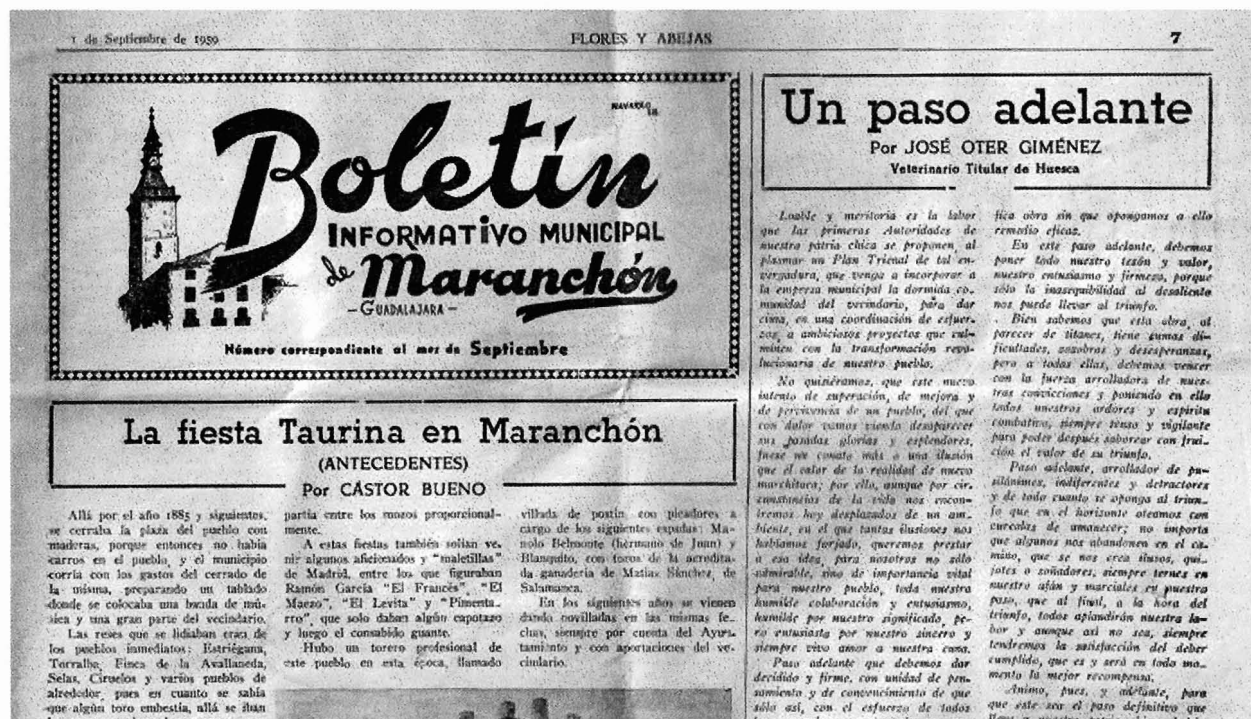 1 de Septiembre de 1959
FLORES Y ABEJAS
7
NAVARRO
Boletín
INFORMATIVO MUNICIPAL
de Maranchón
- GUADALAJARA -
Número correspondiente al mes de Septiembre
La fiesta Taurina en Maranchón
(ANTECEDENTES)
Por CÁSTOR BUENO
Allá por el año 1885 y siguientes,
se cerraba la plaza del pueblo con
maderas, porque entonces no había
carros en el pueblo, y el municipio
corría con los gastos del cerrado de
la misma, preparando un tablado
donde se colocaba una banda de mú-
sica y una gran parte del vecindario.
Las reses que se lidiaban eran de
los pueblos inmediatos: Estriégana,
Torralba, Finca de la Avallaneda,
Selas, Ciruelos y varios pueblos de
alrededor, pues en cuanto se sabía
que algún toro embestía, allá se iban
partía entre los mozos proporcional-
mente.
A estas fiestas también solían ve-
nir algunos aficionados y "maletillas"
de Madrid, entre los que figuraban
Ramón García "El Francés", "El
Maezo", "El Levita" y "Pimenta-
rro", que solo daban algún capotazo
y luego el consabido guante.
Hubo un torero profesional de
este pueblo en esta época, llamado
villada de postín con picadores a
cargo de los siguientes espadas: Ma-
nolo Belmonte (hermano de Juan) y
Blanquito, con toros de la acredita-
da ganadería de Matías Sánchez, de
Salamanca.
En los siguientes años se vienen
dando novilladas en las mismas fe-
chas, siempre por cuenta del Ayun-
tamiento y con aportaciones del ve-
cindario.
Un paso adelante
Por JOSÉ OTER GIMÉNEZ
Veterinario Titular de Huesca
Loable y meritoria es la labor
que las primeras Autoridades de
nuestra patria chica se proponen, al
plasmar un Plan Trienal de tal en-
vergadura, que venga a incorporar a
la empresa municipal la dormida co-
munidad del vecindario, para dar
cima, en una coordinación de esfuer-
zos, a ambiciosos proyectos que cul-
minen con la transformación revo-
lucionaria de nuestro pueblo.
No quisiéramos, que este nuevo
intento de superación, de mejora y
de pervivencia de un pueblo, del que
con dolor vamos viendo desaparecer
sus pasadas glorias y esplendores,
fuese un conato más o una ilusión
que el calor de la realidad de nuevo
marchitara; por ello, aunque por cir-
cunstancias de la vida nos encon-
tremos hoy desplazados de un am-
biente, en el que tantas ilusiones nos
habíamos forjado, queremos prestar
a esa idea, para nosotros no sólo
admirable, sino de importancia vital
para nuestro pueblo, toda nuestra
humilde colaboración y entusiasmo,
humilde por nuestro significado, pe-
ro entusiasta por nuestro sincero y
siempre vivo amor a nuestra cuna.
Paso adelante que debemos dar
decidido y firme, con unidad de pen-
samiento y de convencimiento de que
sólo así, con el esfuerzo de todos
fica obra sin que opongamos a ello
remedio eficaz.
En este paso adelante, debemos
poner todo nuestro tesón y valor,
nuestro entusiasmo y firmeza, porque
sólo la inasequibilidad al desaliento
nos puede llevar al triunfo.
Bien sabemos que esta obra, al
parecer de titanes, tiene sumas di-
ficultades, zozobras y desesperanzas,
pero a todas ellas, debemos vencer
con la fuerza arrolladora de nues-
tras convicciones y poniendo en ello
todos nuestros ardores y espíritu
combativo, siempre tenso y vigilante
para poder después saborear con frui-
ción el valor de su triunfo.
Paso adelante, arrollador de pu-
silánimes, indiferentes y detractores
y de todo cuanto se oponga al triun-
fo que en el horizonte oteamos con
aureolas de amanecer; no importa
que algunos nos abandonen en el ca-
mino, que se nos crea ilusos, qui-
jotes o soñadores, siempre ternes en
nuestro afán y marciales en nuestro
paso, que al final, a la hora del
triunfo, todos aplaudirán nuestra la-
bor y aunque así no sea, siempre
tendremos la satisfacción del deber
cumplido, que es y será en todo mo-
mento la mejor recompensa.
Ánimo, pues, y adelante, para
que este sea el paso definitivo que